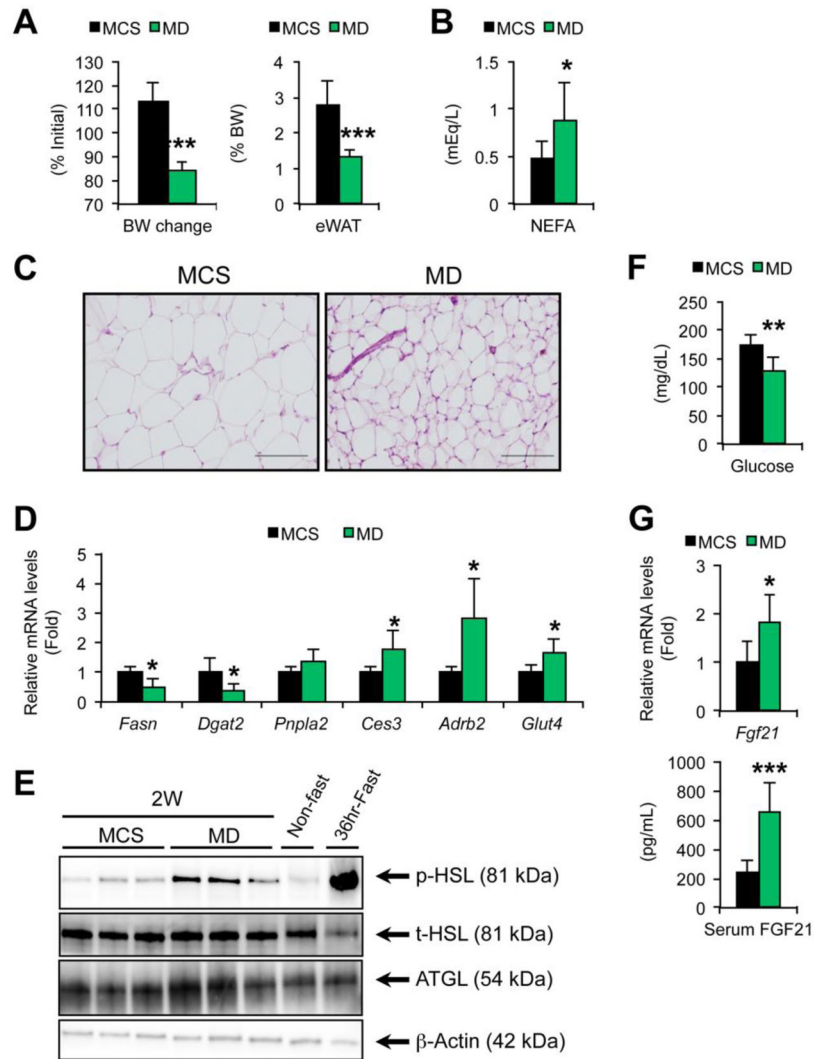 A
MCS MD
(% Initial)
130
120
110
100
90
80
70
***
BW change
MCS MD
(% BW)
4
3
2
1
0
***
eWAT
B
MCS MD
(mEq/L)
1.5
1
0.5
0
*
NEFA
C
MCS
MD
F
MCS MD
(mg/dL)
250
200
150
100
50
0
**
Glucose
D
MCS MD
Relative mRNA levels
(Fold)
5
4
3
2
1
0
* * * * *
Fasn Dgat2 Pnpla2 Ces3 Adrb2 Glut4
G
MCS MD
Relative mRNA levels
(Fold)
3
2
1
0
*
Fgf21
(pg/mL)
1000
800
600
400
200
0
***
Serum FGF21
E
2W
MCS MD Non-fast 36hr-Fast
p-HSL (81 kDa)
t-HSL (81 kDa)
ATGL (54 kDa)
β-Actin (42 kDa)